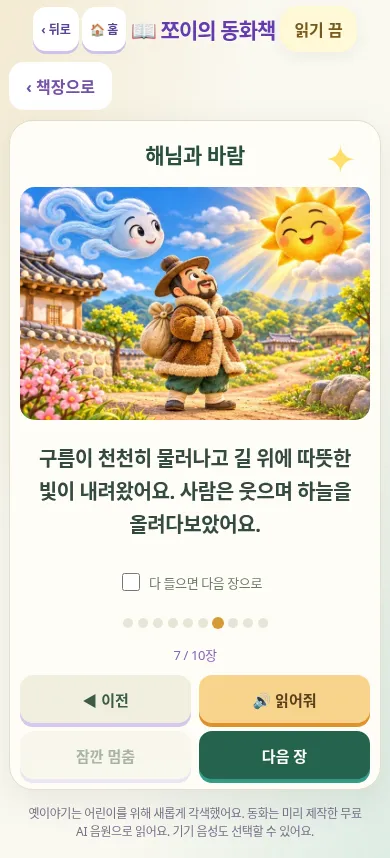 ‹ 뒤로
🏠 홈
📖 쪼이의 동화책
읽기 끔
‹ 책장으로
해님과 바람
구름이 천천히 물러나고 길 위에 따뜻한
빛이 내려왔어요. 사람은 웃으며 하늘을
올려다보았어요.
다 들으면 다음 장으로
7 / 10장
◀ 이전
🔊 읽어줘
잠깐 멈춤
다음 장
옛이야기는 어린이를 위해 새롭게 각색했어요. 동화는 미리 제작한 무료
AI 음원으로 읽어요. 기기 음성도 선택할 수 있어요.